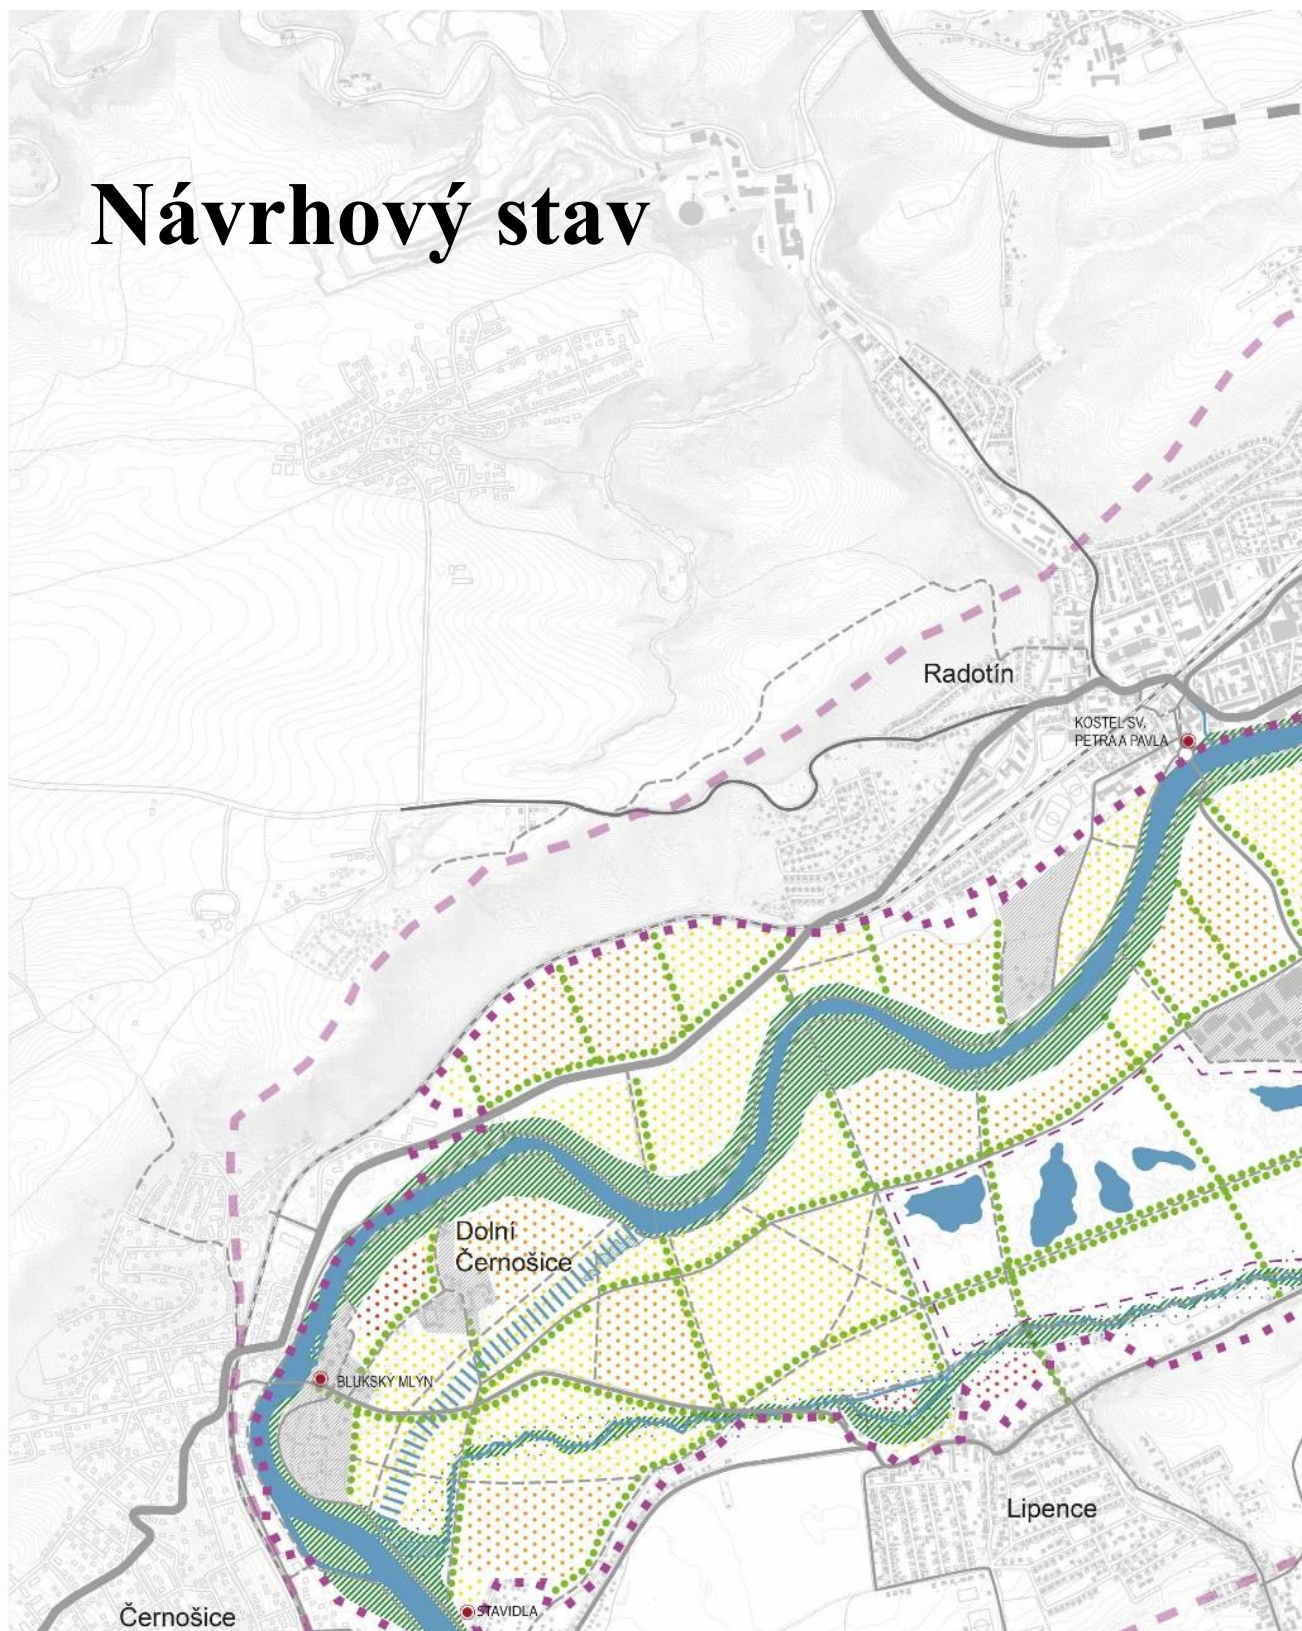 Návrhový stav
Radotín
KOSTEL SV.
PETRA A PAVLA
Dolní
Černošice
BLUKSKÝ MLÝN
Lipence
STAVIDLA
Černošice